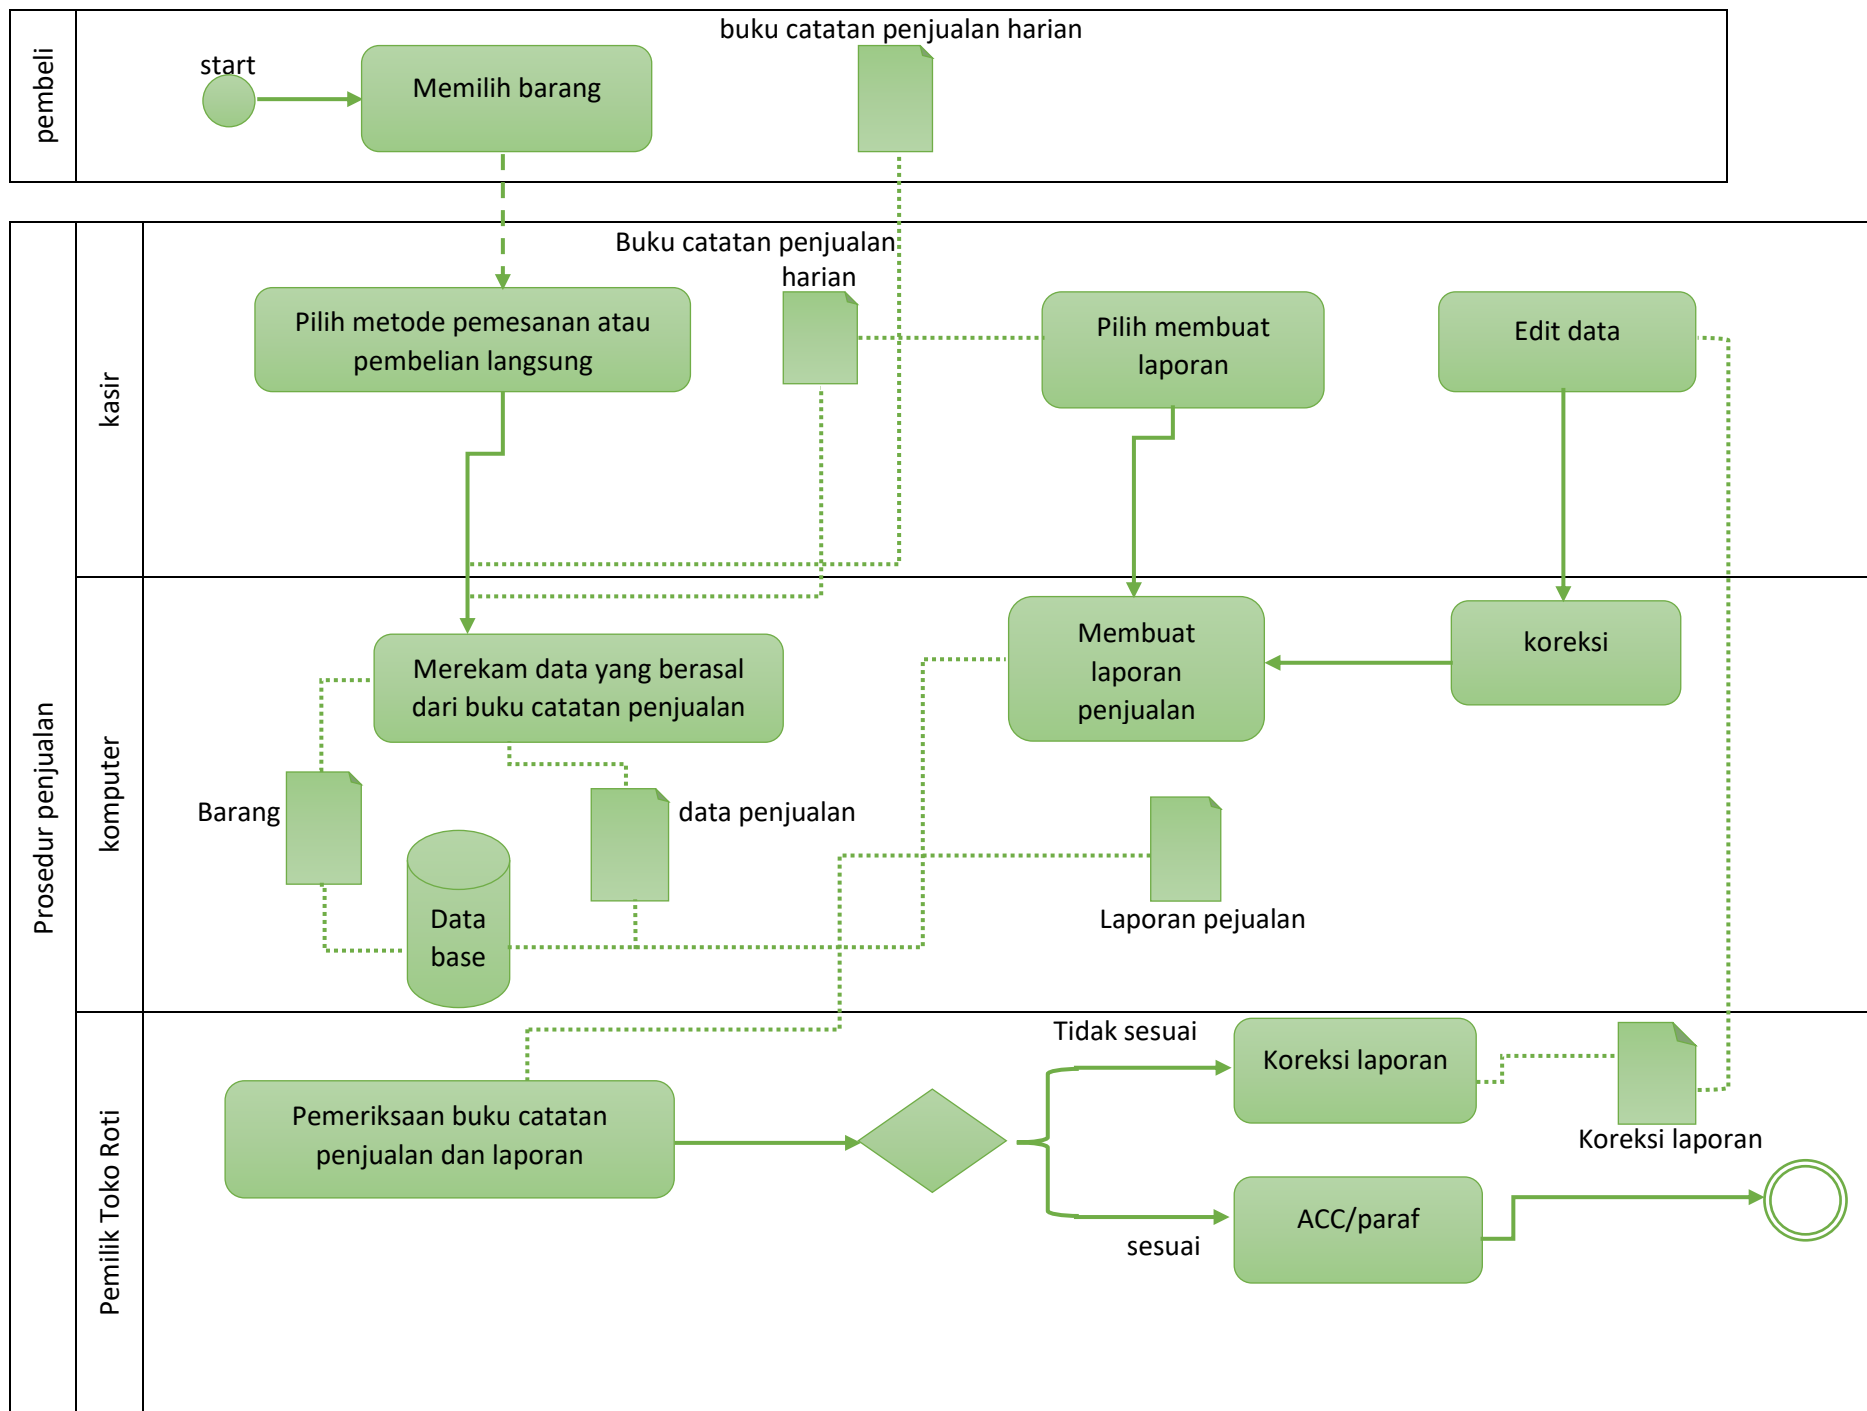 pembeli
start
Memilih barang
buku catatan penjualan harian
Prosedur penjualan
kasir
Pilih metode pemesanan atau
pembelian langsung
Buku catatan penjualan
harian
Pilih membuat
laporan
Edit data
komputer
Merekam data yang berasal
dari buku catatan penjualan
Membuat
laporan
penjualan
koreksi
Barang
data penjualan
Data
base
Laporan pejualan
Pemilik Toko Roti
Pemeriksaan buku catatan
penjualan dan laporan
Tidak sesuai
Koreksi laporan
Koreksi laporan
sesuai
ACC/paraf